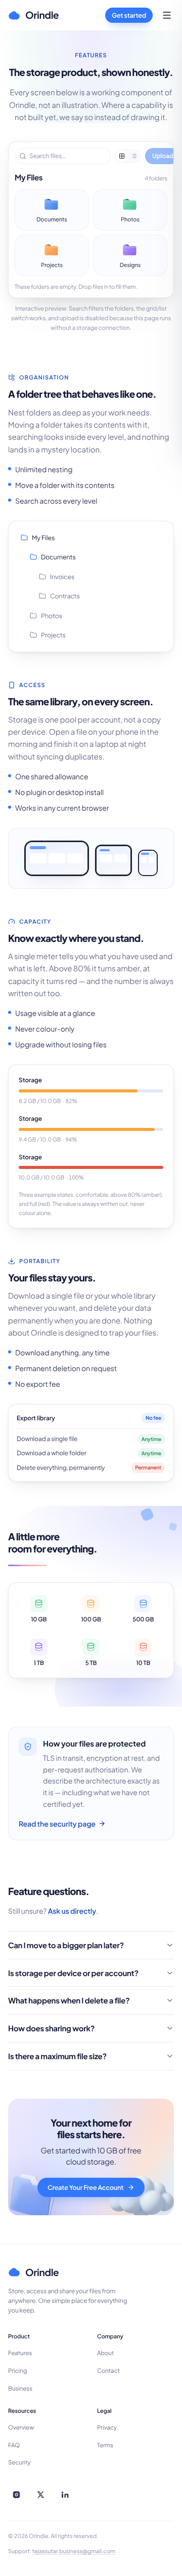 Orindle
Get started
FEATURES
The storage product, shown honestly.
Every screen below is a working component of
Orindle, not an illustration. Where a capability is
not built yet, we say so instead of drawing it.
Search files...
Upload
My Files
4 folders
Documents
Photos
Projects
Designs
These folders are empty. Drop files in to fill them.
Interactive preview. Search filters the folders, the grid/list
switch works, and upload is disabled because this page runs
without a storage connection.
ORGANISATION
A folder tree that behaves like one.
Nest folders as deep as your work needs.
Moving a folder takes its contents with it,
searching looks inside every level, and nothing
lands in a mystery location.
Unlimited nesting
Move a folder with its contents
Search across every level
My Files
Documents
Invoices
Contracts
Photos
Projects
ACCESS
The same library, on every screen.
Storage is one pool per account, not a quota
per device. Open a file on your phone in the
morning and finish it on a laptop at night
without syncing duplicates.
One shared allowance
No plugin or desktop install
Works in any current browser
CAPACITY
Know exactly where you stand.
A single meter tells you what you have used and
what is left. Above 80% it turns amber, at
capacity it turns red — and the number is always
written out too.
Usage visible at a glance
Never colour-only
Upgrade without losing files
Storage
8.2 GB / 10.0 GB · 82%
Storage
9.4 GB / 10.0 GB · 94%
Storage
10.0 GB / 10.0 GB · 100%
Three example states: comfortable, above 80% (amber),
and full (red). The value is always written out, never
colour alone.
PORTABILITY
Your files stay yours.
Download a single file or your whole library
whenever you want, and delete your data
permanently when you are done. Nothing
about Orindle is designed to trap your files.
Download anything, any time
Permanent deletion on request
No export fee
Export library
No fee
Download a single file
Anytime
Download a whole folder
Anytime
Delete everything, permanently
Permanent
A little more
room for everything.
10 GB
100 GB
500 GB
1 TB
5 TB
10 TB
How your files are protected
TLS in transit, encryption at rest, and
per-request authorisation. We
describe the architecture exactly as
it is — including what we have not
certified yet.
Read the security page
Feature questions.
Still unsure? Ask us directly.
Can I move to a bigger plan later?
Is storage per device or per account?
What happens when I delete a file?
How does sharing work?
Is there a maximum file size?
Your next home for
files starts here.
Get started with 10 GB of free
cloud storage.
Create Your Free Account
Orindle
Store, access and share your files from
anywhere. One simple place for everything
you keep.
Product
Company
Features
About
Pricing
Contact
Business
Resources
Legal
Overview
Privacy
FAQ
Terms
Security
© 2026 Orindle. All rights reserved.
Support: tejassutar.business@gmail.com